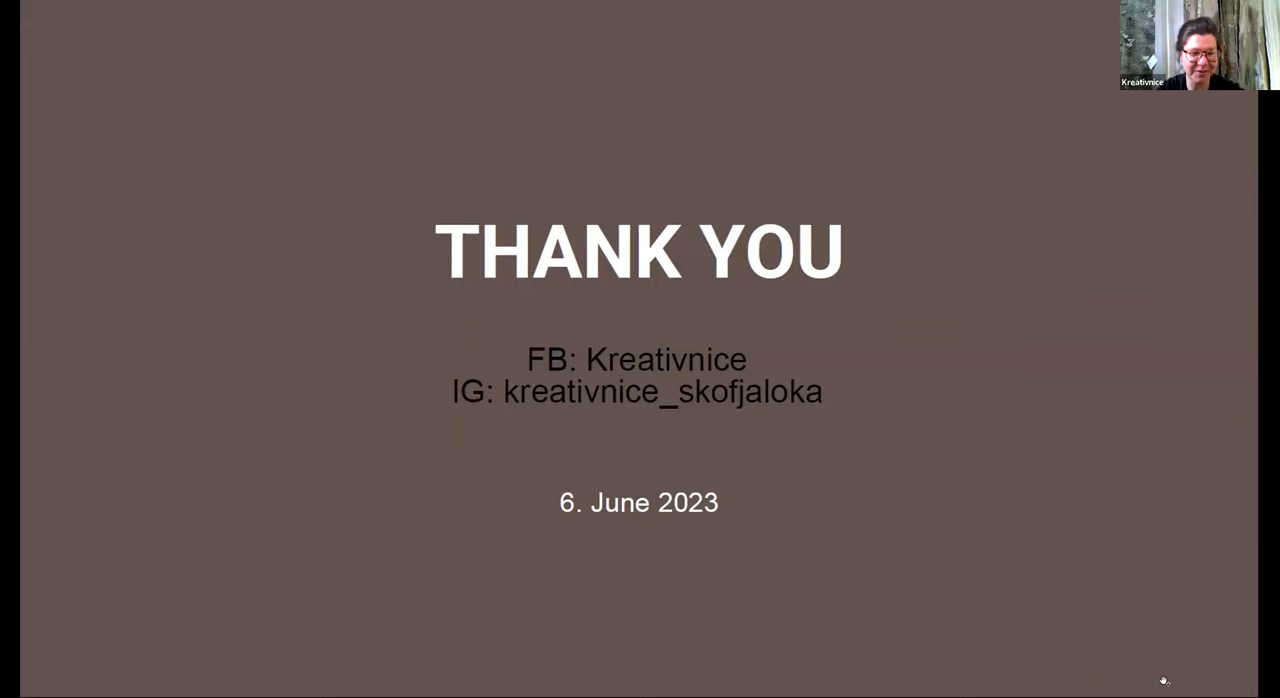 Kreativnice
THANK YOU
FB: Kreativnice
IG: kreativnice_skofjaloka
6. June 2023